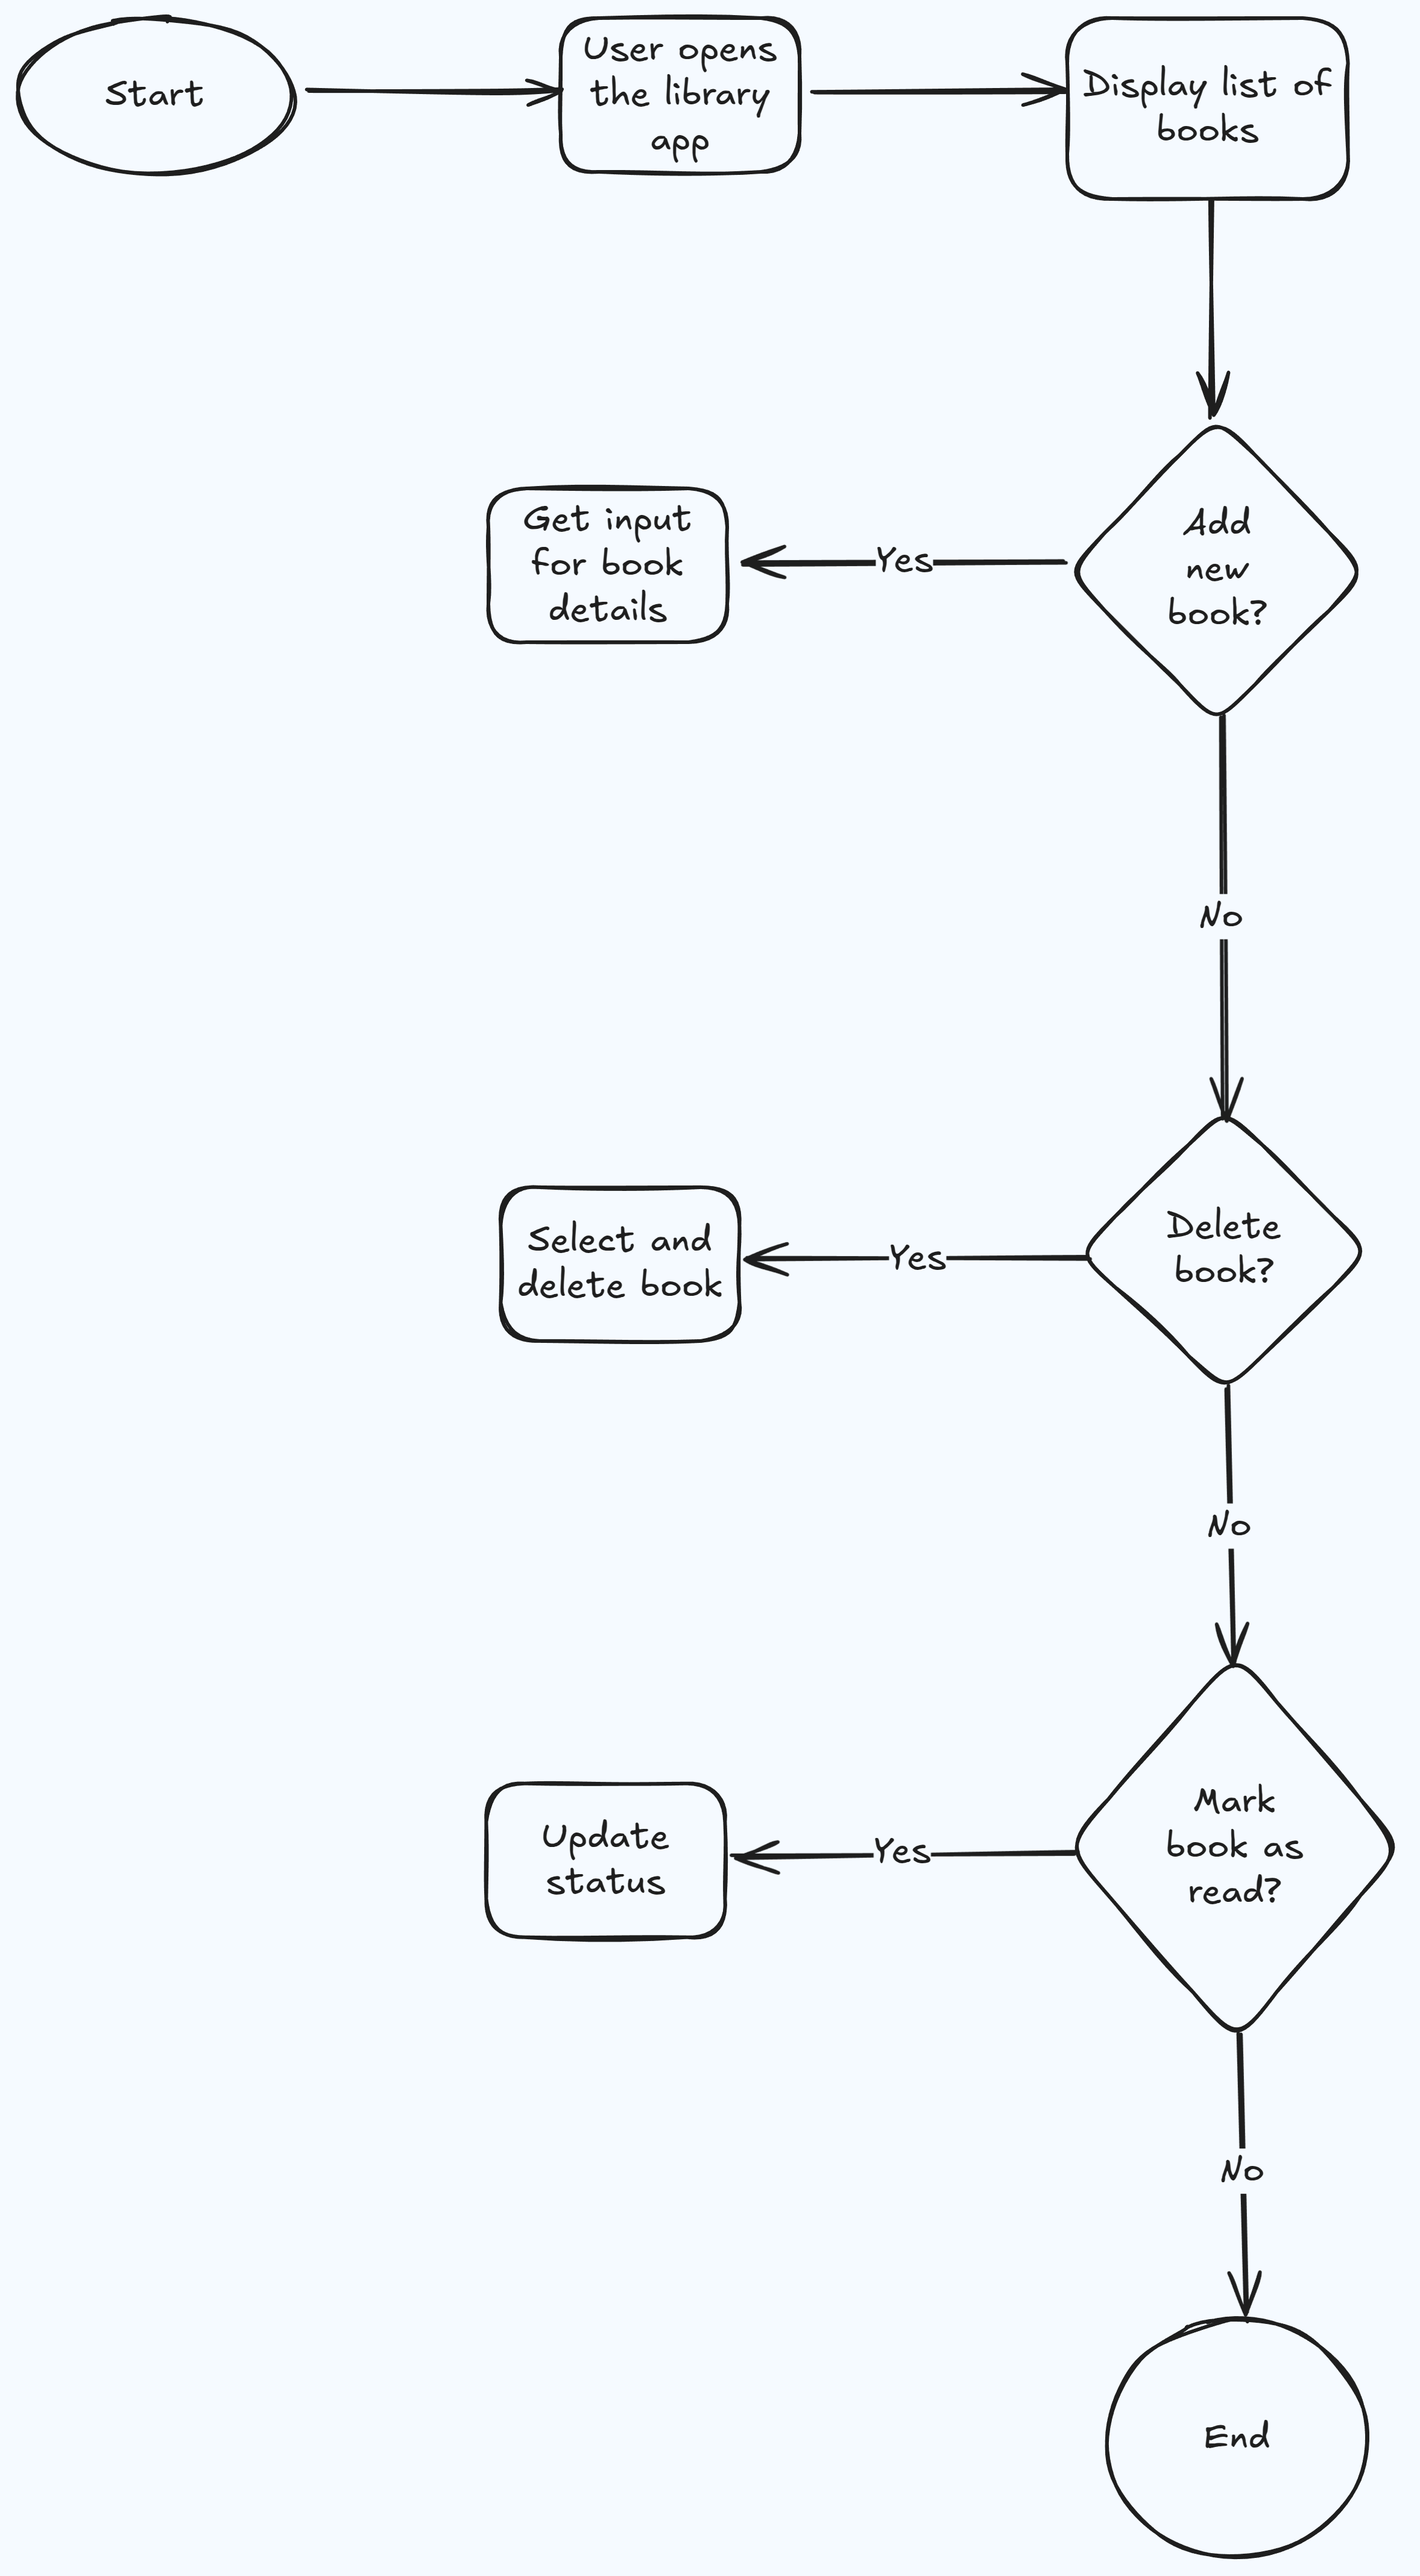 Start
User opens
the library
app
Display list of
books
Add
new
book?
Yes
Get input
for book
details
No
Delete
book?
Yes
Select and
delete book
No
Mark
book as
read?
Yes
Update
status
No
End